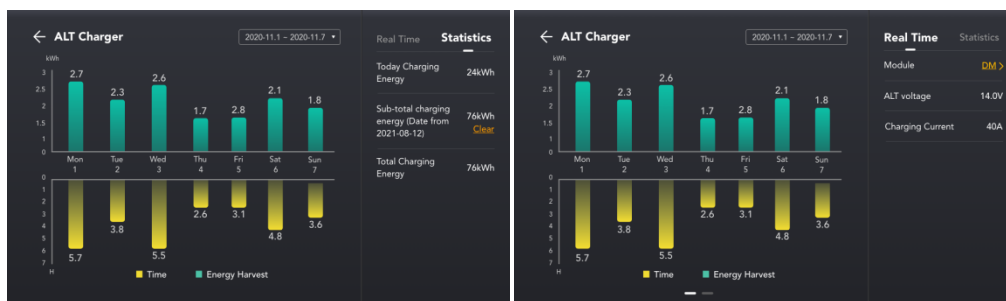 ← ALT Charger
2020-11.1 ~ 2020-11.7 ▼
Real Time Statistics
kWh
3
2.5
2
1.5
1
0
2.7 2.3 2.6 1.7 2.8 2.1 1.8
Mon Tue Wed Thu Fri Sat Sun
1 2 3 4 5 6 7
0
1
2
3
4
5
6
7
H
5.7 3.8 5.5 2.6 3.1 4.8 3.6
Time Energy Harvest
Today Charging
Energy
24kWh
Sub-total charging
energy (Date from
2021-08-12)
76kWh
Clear
Total Charging
Energy
76kWh
← ALT Charger
2020-11.1 ~ 2020-11.7 ▼
Real Time Statistics
kWh
3
2.5
2
1.5
1
0
2.7 2.3 2.6 1.7 2.8 2.1 1.8
Mon Tue Wed Thu Fri Sat Sun
1 2 3 4 5 6 7
0
1
2
3
4
5
6
7
H
5.7 3.8 5.5 2.6 3.1 4.8 3.6
Time Energy Harvest
Module DM >
ALT voltage 14.0V
Charging Current 40A